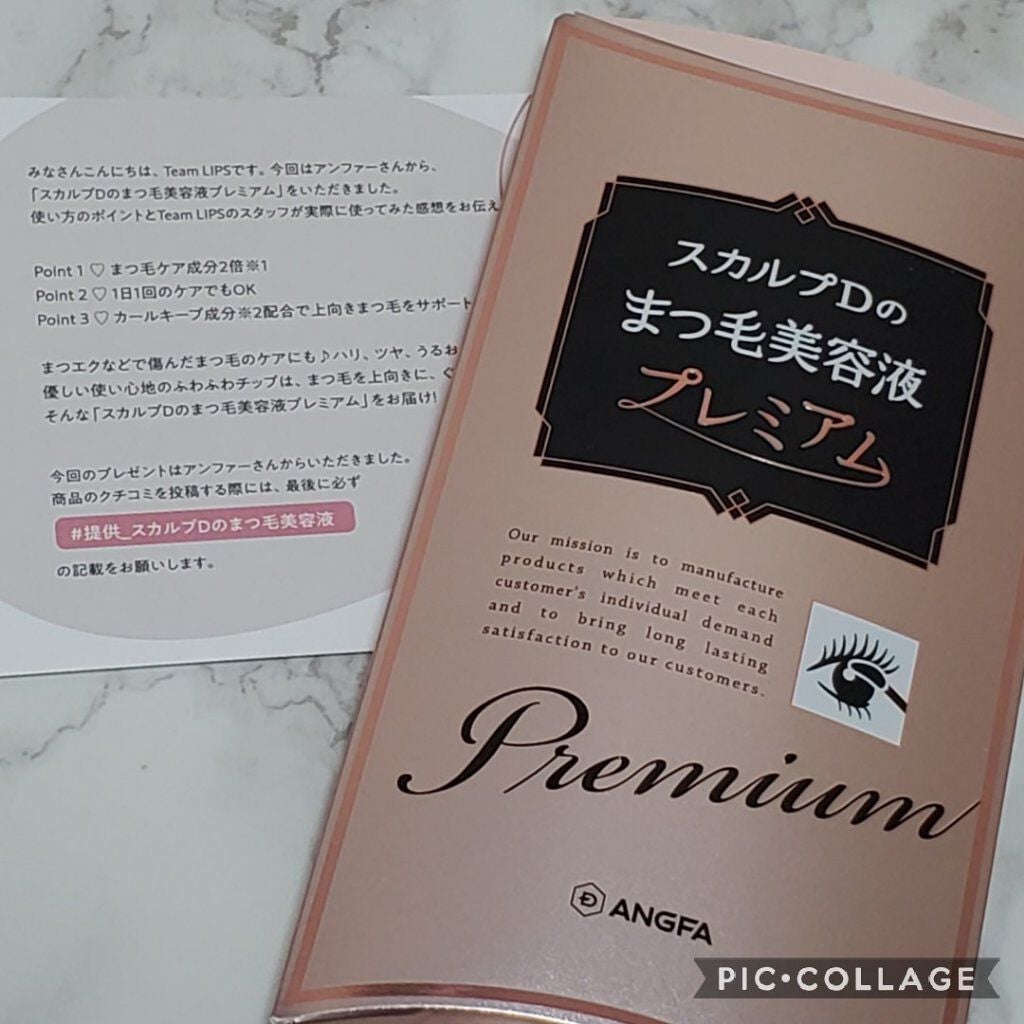 みなさんこんにちは、Team LIPSです。今回はアンファーさんから、
「スカルプDのまつ毛美容液プレミアム」をいただきました。
使い方のポイントとTeam LIPSのスタッフが実際に使ってみた感想をお伝え
Point 1 ♡ まつ毛ケア成分2倍※1
Point 2 ♡ 1日1回のケアでもOK
Point 3 ♡ カールキープ成分※2配合で上向きまつ毛をサポート
まつエクなどで傷んだまつ毛のケアにも♪ハリ、ツヤ、うるお
優しい使い心地のふわふわチップは、まつ毛を上向きに、ぐ
そんな「スカルプDのまつ毛美容液プレミアム」をお届け!
今回のプレゼントはアンファーさんからいただきました。
商品のクチコミを投稿する際には、最後に必ず
#提供_スカルプDのまつ毛美容液
の記載をお願いします。
スカルプDの
まつ毛美容液
プレミアム
Our mission is to manufacture
products which meet each
customer's individual demand
and to bring long lasting
satisfaction to our customers.
Premium
ANGFA
PIC•COLLAGE